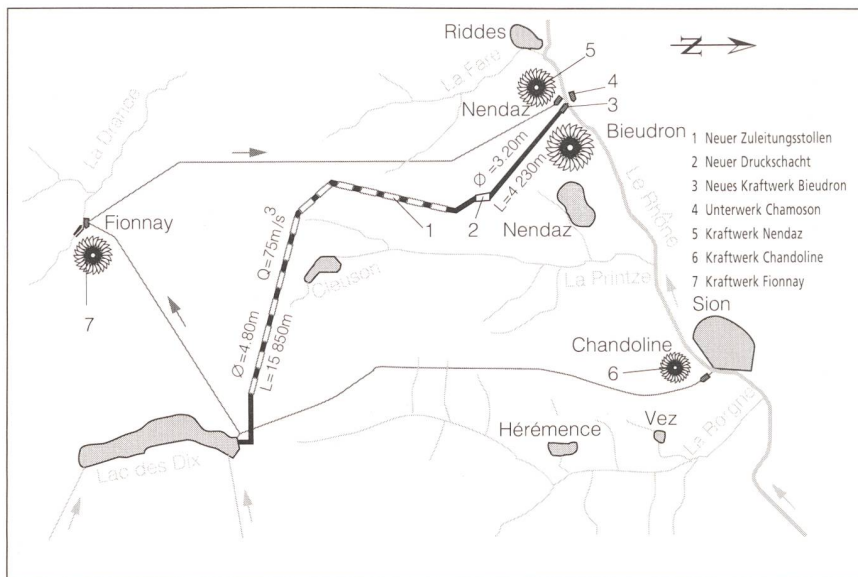 Riddes
5
N
La Fare
4
Nendaz
3
Bieudron
La Drance
Ø =3.20m
L=4 230m
1 Neuer Zuleitungsstollen
2 Neuer Druckschacht
3 Neues Kraftwerk Bieudron
4 Unterwerk Chamoson
5 Kraftwerk Nendaz
6 Kraftwerk Chandoline
7 Kraftwerk Fionnay
Le Rhône
Fionnay
1
2
Nendaz
Q=75m/s³
Cleuson
La Printze
7
Sion
Ø =4.80m
L=15 850m
Chandoline
6
Hérémence
Vez
La Borgne
Lac des Dix